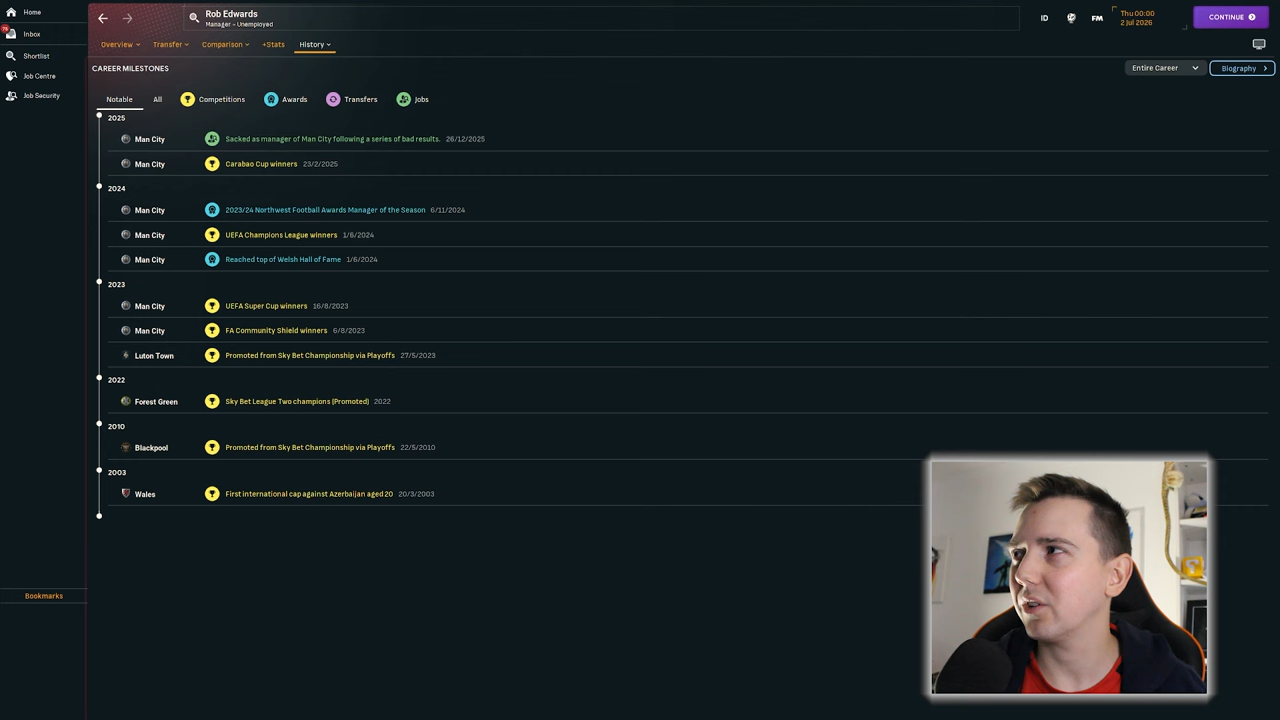 Home
Inbox
Shortlist
Job Centre
Job Security
Bookmarks
Rob Edwards
Manager - Unemployed
ID
FM
Thu 00:00
2 Jul 2026
CONTINUE
Overview
Transfer
Comparison
+Stats
History
CAREER MILESTONES
Entire Career
Biography
Notable
All
Competitions
Awards
Transfers
Jobs
2025
Man City Sacked as manager of Man City following a series of bad results. 26/12/2025
Man City Carabao Cup winners 23/2/2025
2024
Man City 2023/24 Northwest Football Awards Manager of the Season 6/11/2024
Man City UEFA Champions League winners 1/6/2024
Man City Reached top of Welsh Hall of Fame 1/6/2024
2023
Man City UEFA Super Cup winners 16/8/2023
Man City FA Community Shield winners 6/8/2023
Luton Town Promoted from Sky Bet Championship via Playoffs 27/5/2023
2022
Forest Green Sky Bet League Two champions (Promoted) 2022
2010
Blackpool Promoted from Sky Bet Championship via Playoffs 22/5/2010
2003
Wales First international cap against Azerbaijan aged 20 20/3/2003